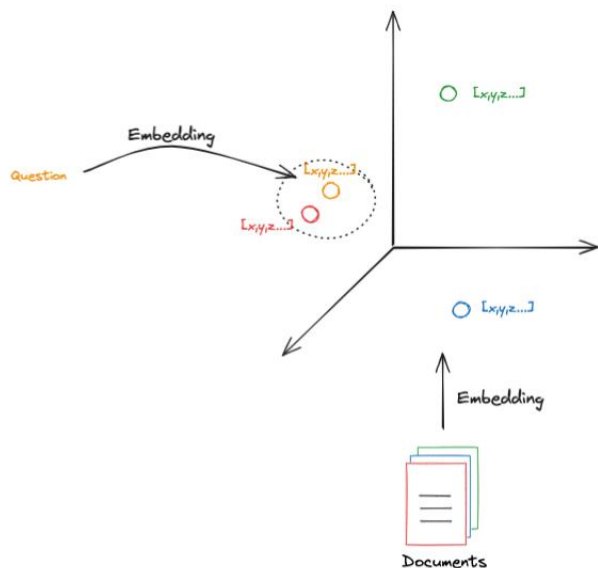 [x,y,z...]
Embedding
[x,y,z...]
Question
[x,y,z...]
[x,y,z...]
Embedding
Documents